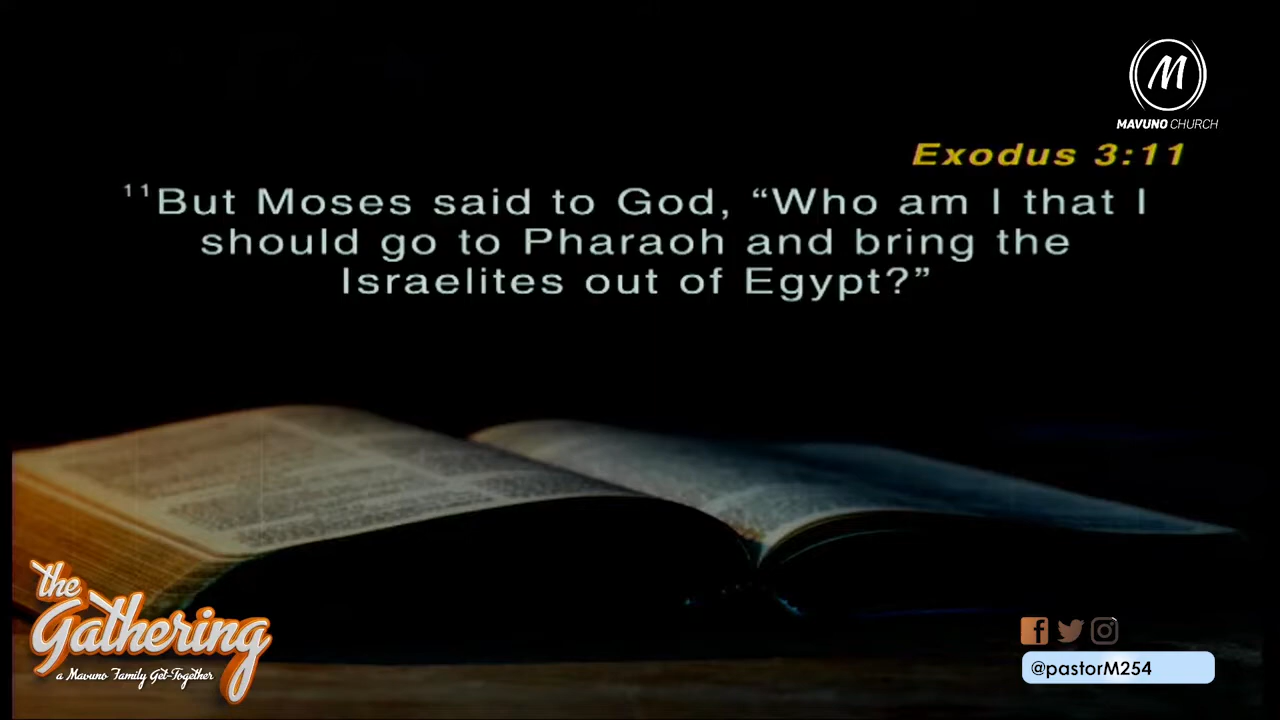 M
MAVUNO CHURCH
Exodus 3:11
11But Moses said to God, “Who am I that I
should go to Pharaoh and bring the
Israelites out of Egypt?”
the
Gathering
a Mavuno Family Get-Together
@pastorM254